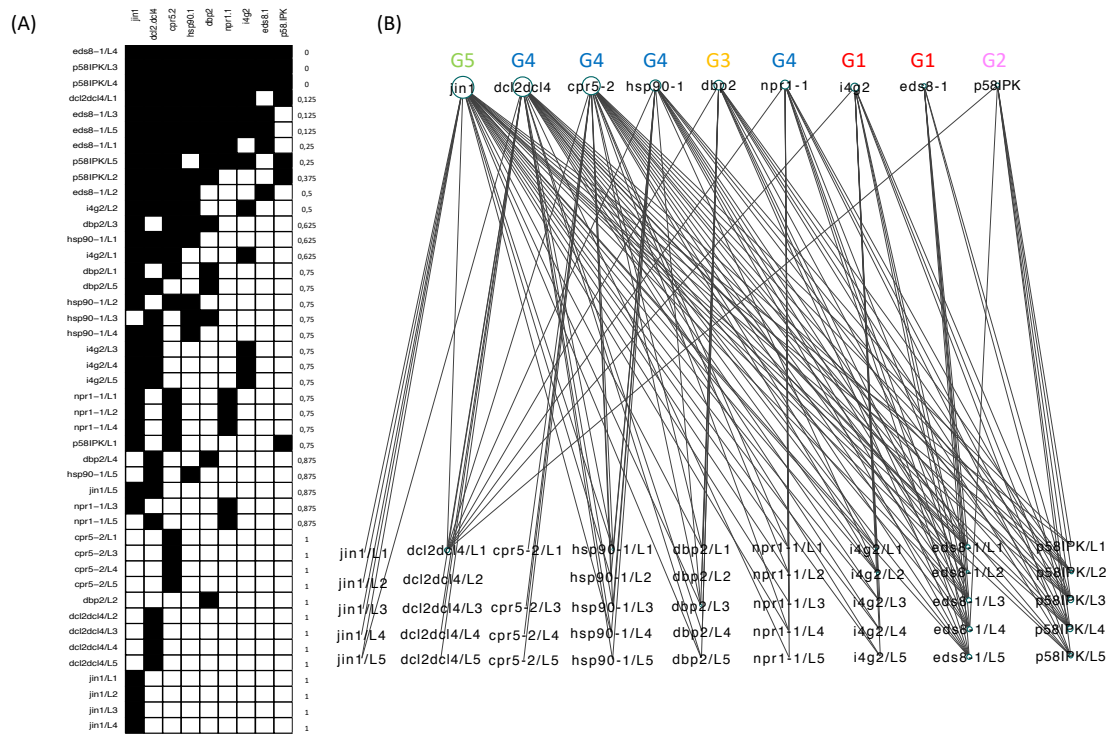 (A)
jin1
dcl2.dcl4
cpr5.2
hsp90.1
dbp2
npr1.1
i4g2
eds8.1
p58.IPK
eds8-1/L4 0
p58IPK/L3 0
p58IPK/L4 0
dcl2dcl4/L1 0,125
eds8-1/L3 0,125
eds8-1/L5 0,125
eds8-1/L1 0,25
p58IPK/L5 0,25
p58IPK/L2 0,375
eds8-1/L2 0,5
i4g2/L2 0,5
dbp2/L3 0,625
hsp90-1/L1 0,625
i4g2/L1 0,625
dbp2/L1 0,75
dbp2/L5 0,75
hsp90-1/L2 0,75
hsp90-1/L3 0,75
hsp90-1/L4 0,75
i4g2/L3 0,75
i4g2/L4 0,75
i4g2/L5 0,75
npr1-1/L1 0,75
npr1-1/L2 0,75
npr1-1/L4 0,75
p58IPK/L1 0,75
dbp2/L4 0,875
hsp90-1/L5 0,875
jin1/L5 0,875
npr1-1/L3 0,875
npr1-1/L5 0,875
cpr5-2/L1 1
cpr5-2/L3 1
cpr5-2/L4 1
cpr5-2/L5 1
dbp2/L2 1
dcl2dcl4/L2 1
dcl2dcl4/L3 1
dcl2dcl4/L4 1
dcl2dcl4/L5 1
jin1/L1 1
jin1/L2 1
jin1/L3 1
jin1/L4 1
(B)
G5 G4 G4 G4 G3 G4 G1 G1 G2
jin1 dcl2dcl4 cpr5-2 hsp90-1 dbp2 npr1-1 i4g2 eds8-1 p58IPK
jin1/L1 dcl2dcl4/L1 cpr5-2/L1 hsp90-1/L1 dbp2/L1 npr1-1/L1 i4g2/L1 eds8-1/L1 p58IPK/L1
jin1/L2 dcl2dcl4/L2 hsp90-1/L2 dbp2/L2 npr1-1/L2 i4g2/L2 eds8-1/L2 p58IPK/L2
jin1/L3 dcl2dcl4/L3 cpr5-2/L3 hsp90-1/L3 dbp2/L3 npr1-1/L3 i4g2/L3 eds8-1/L3 p58IPK/L3
jin1/L4 dcl2dcl4/L4 cpr5-2/L4 hsp90-1/L4 dbp2/L4 npr1-1/L4 i4g2/L4 eds8-1/L4 p58IPK/L4
jin1/L5 dcl2dcl4/L5 cpr5-2/L5 hsp90-1/L5 dbp2/L5 npr1-1/L5 i4g2/L5 eds8-1/L5 p58IPK/L5